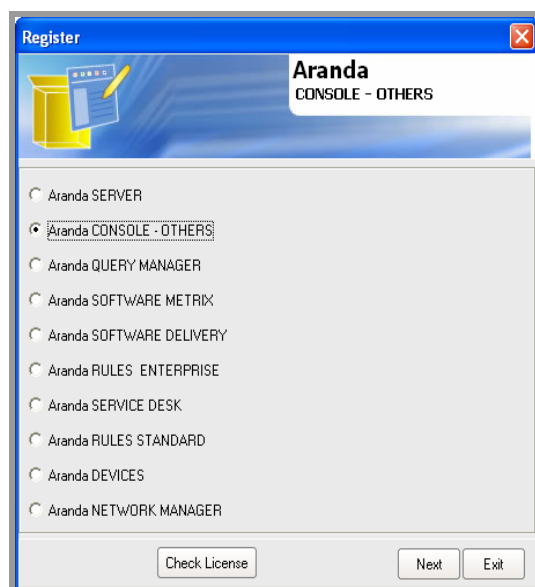 Register
Aranda
CONSOLE - OTHERS
Aranda SERVER
Aranda CONSOLE - OTHERS
Aranda QUERY MANAGER
Aranda SOFTWARE METRIX
Aranda SOFTWARE DELIVERY
Aranda RULES  ENTERPRISE
Aranda SERVICE DESK
Aranda RULES STANDARD
Aranda DEVICES
Aranda NETWORK MANAGER
Check License
Next
Exit